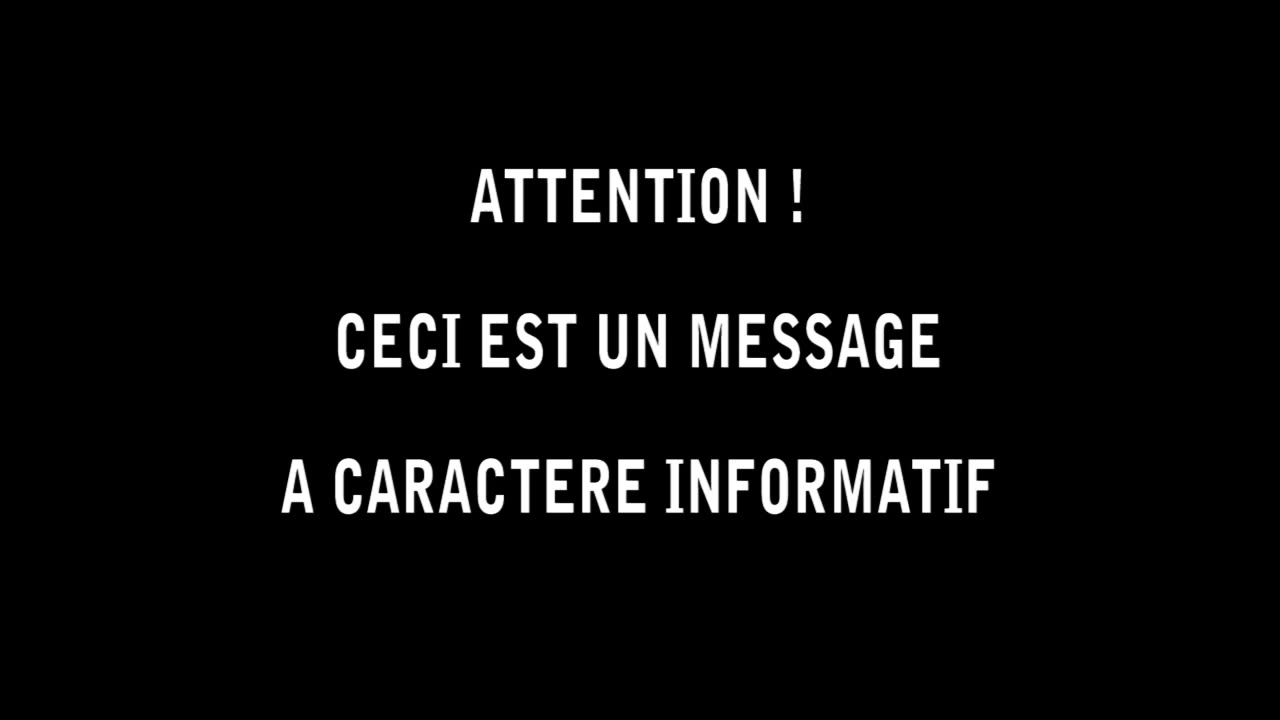 ATTENTION !
CECI EST UN MESSAGE
A CARACTERE INFORMATIF